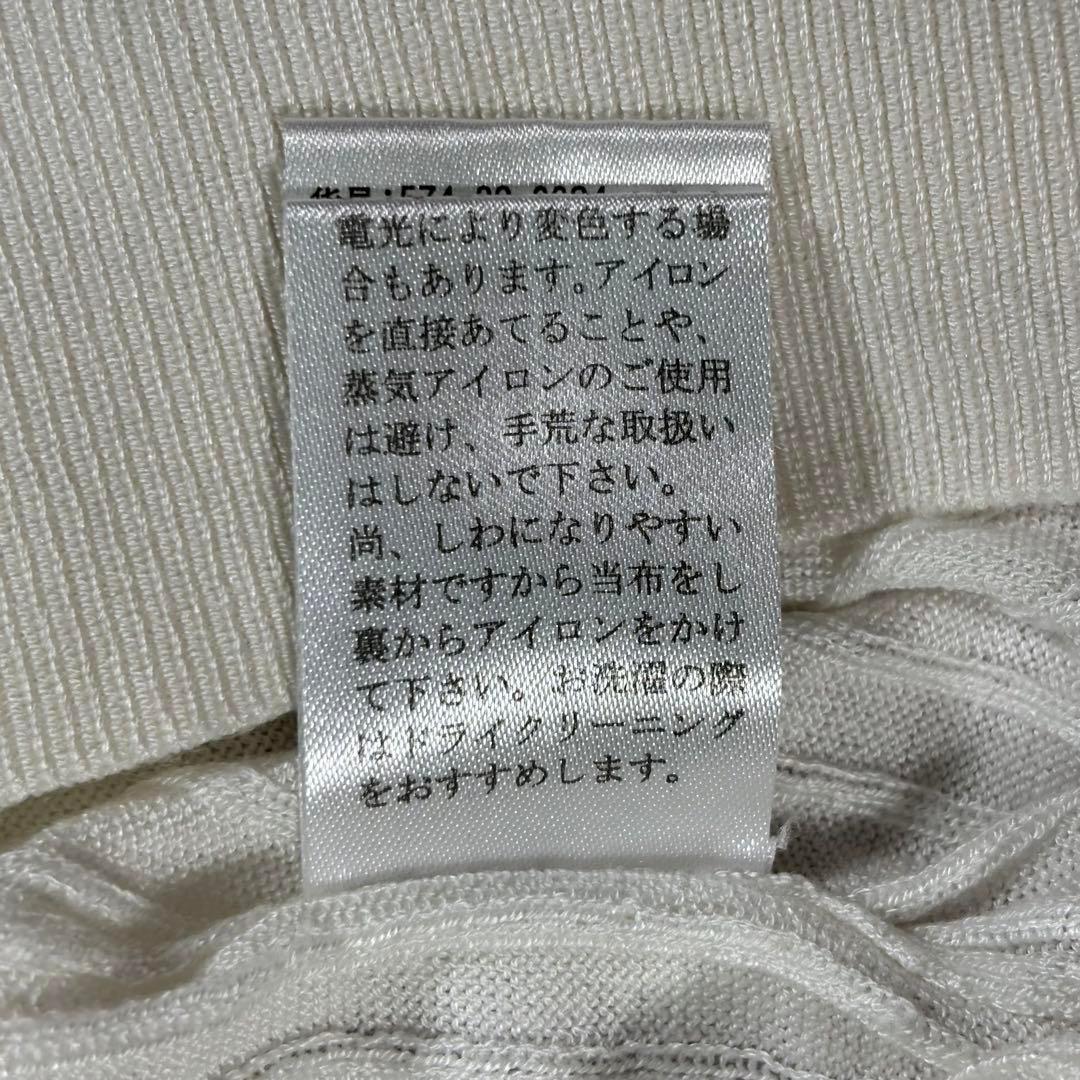 電光により変色する場
合もあります。アイロン
を直接あてることや、
蒸気アイロンのご使用
は避け、手荒な取扱い
はしないで下さい。
尚、しわになりやすい
素材ですから当布をし
裏からアイロンをかけ
て下さい。お洗濯の際
はドライクリーニング
をおすすめします。